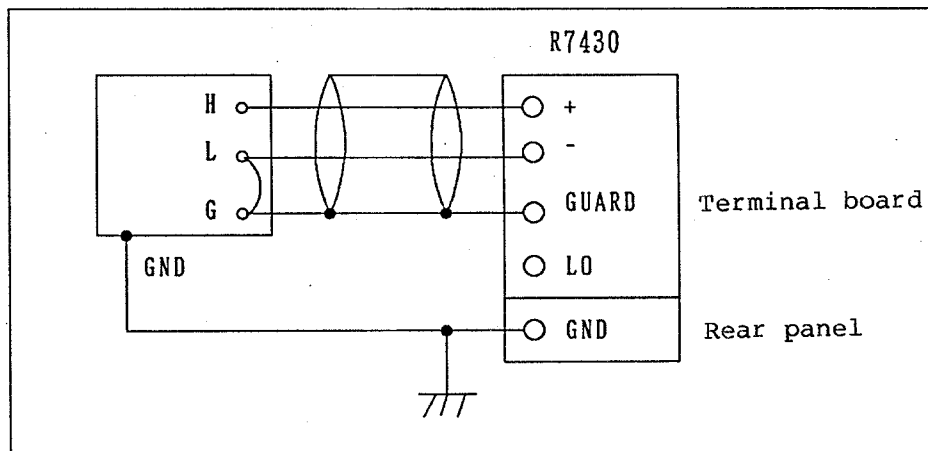 R7430
H
+
L
-
G
GUARD
Terminal board
LO
GND
GND
Rear panel